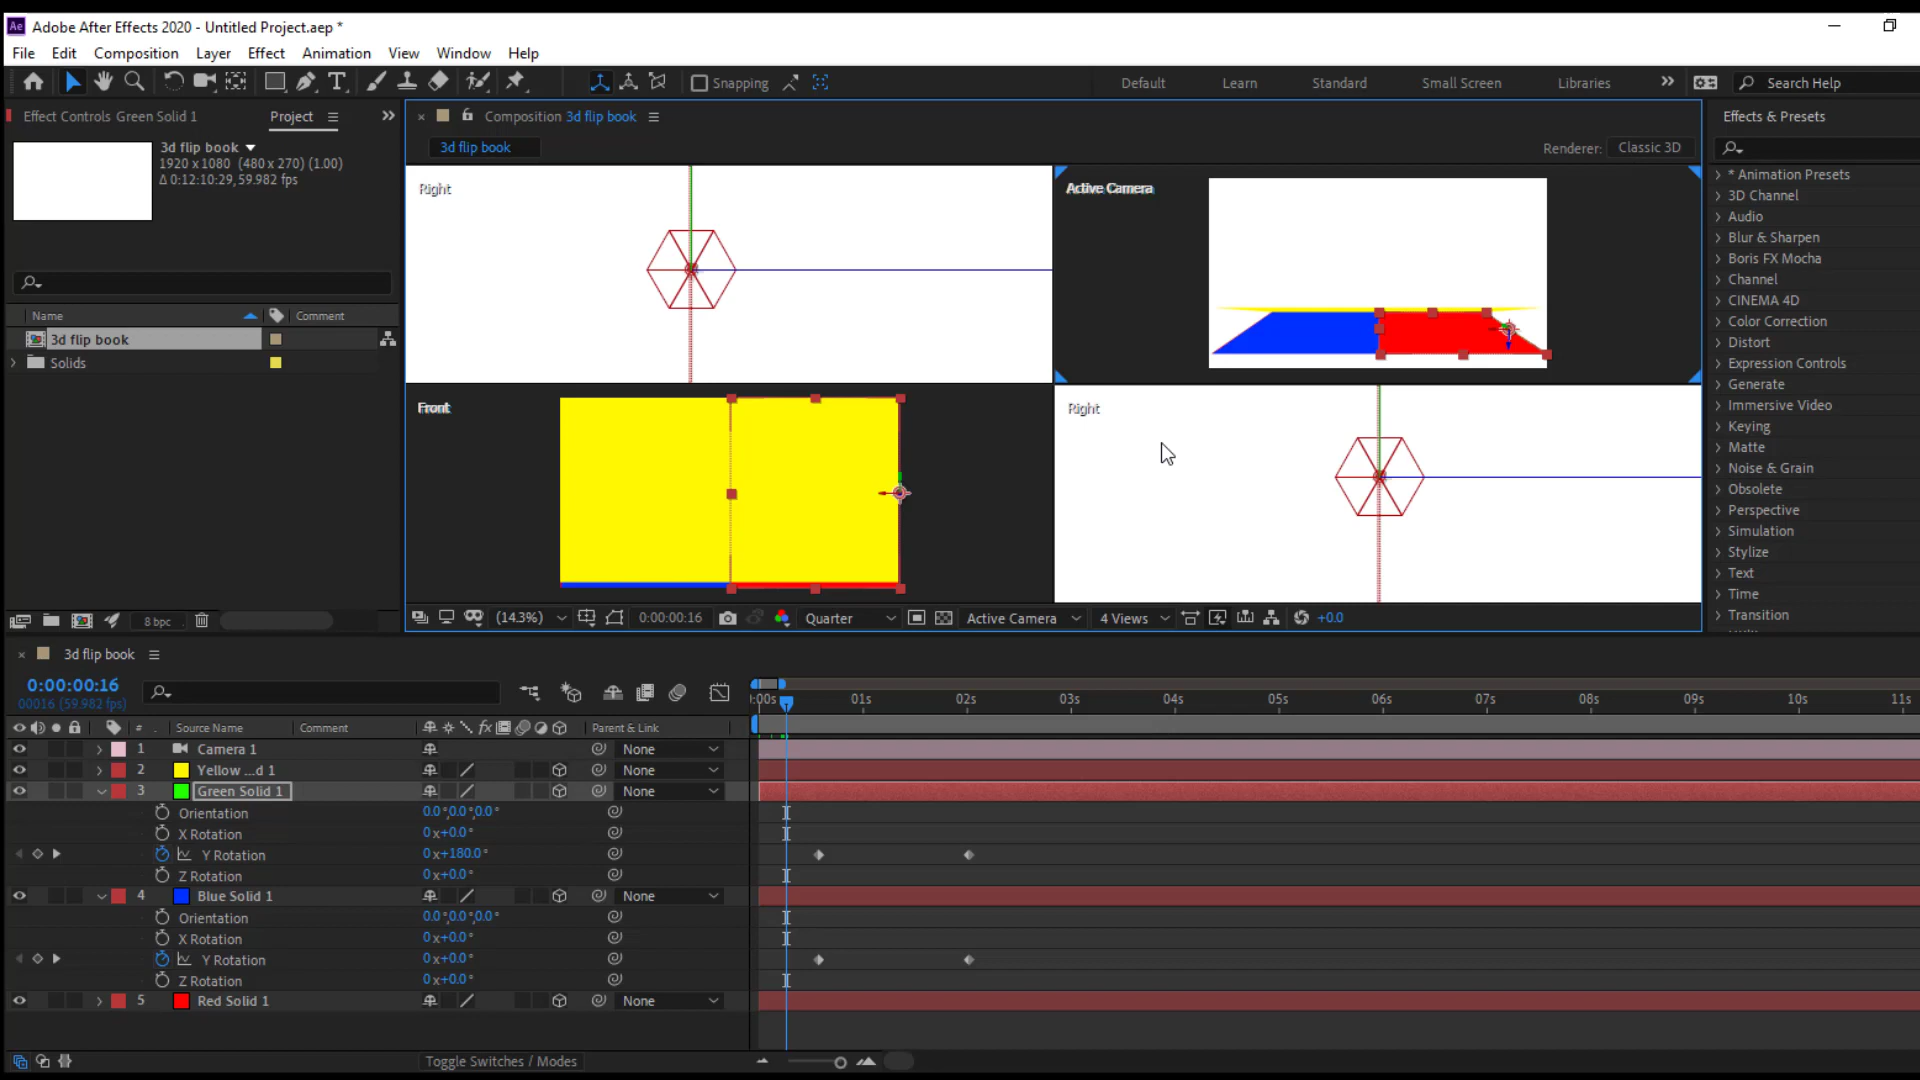 Ae Adobe After Effects 2020 - Untitled Project.aep *
File Edit Composition Layer Effect Animation View Window Help
Snapping Default Learn Standard Small Screen Libraries Search Help
Effect Controls Green Solid 1 Project Composition 3d flip book Effects & Presets
3d flip book
1920 x 1080 (480 x 270) (1.00)
Δ 0:12:10:29, 59.982 fps
3d flip book Renderer: Classic 3D
Right Active Camera
Front Right
Name Comment
3d flip book
Solids
8 bpc
(14.3%) 0:00:00:16 Quarter Active Camera 4 Views +0.0
* Animation Presets
3D Channel
Audio
Blur & Sharpen
Boris FX Mocha
Channel
CINEMA 4D
Color Correction
Distort
Expression Controls
Generate
Immersive Video
Keying
Matte
Noise & Grain
Obsolete
Perspective
Simulation
Stylize
Text
Time
Transition
3d flip book
0:00:00:16
00016 (59.982 fps)
:00s 01s 02s 03s 04s 05s 06s 07s 08s 09s 10s 11s
# Source Name Comment fx Parent & Link
1 Camera 1 None
2 Yellow ...d 1 None
3 Green Solid 1 None
Orientation 0.0°,0.0°,0.0°
X Rotation 0x+0.0°
Y Rotation 0x+180.0°
Z Rotation 0x+0.0°
4 Blue Solid 1 None
Orientation 0.0°,0.0°,0.0°
X Rotation 0x+0.0°
Y Rotation 0x+0.0°
Z Rotation 0x+0.0°
5 Red Solid 1 None
Toggle Switches / Modes